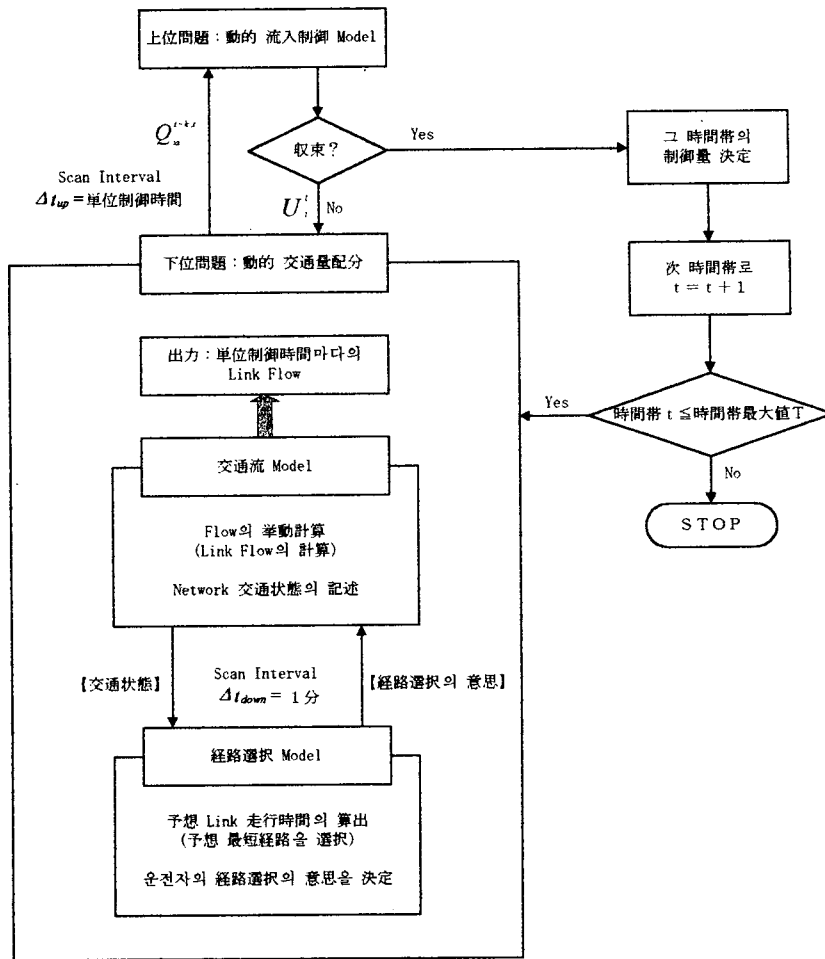 上位問題：動的 流入制御 Model
Yes
収束？
그 時間帯의
制御量 決定
Scan Interval
Δt_up＝単位制御時間
U_i^t No
下位問題：動的 交通量配分
次 時間帯로
t ＝ t ＋ 1
出力：単位制御時間마다의
Link Flow
Yes
時間帯 t ≦時間帯最大値T
No
STOP
交通流 Model
Flow의 挙動計算
(Link Flow의 計算)
Network 交通状態의 記述
【交通状態】
Scan Interval
Δt_down＝ 1分
【経路選択의 意思】
経路選択 Model
予想 Link 走行時間의 算出
(予想 最短経路을 選択)
운전자의 経路選択의 意思을 決定